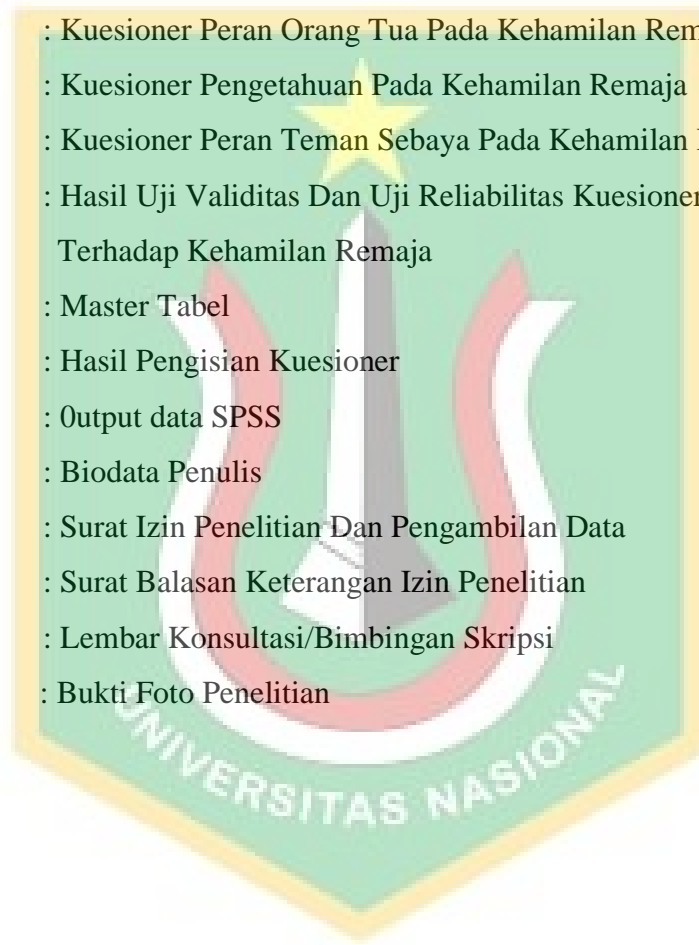 : Kuesioner Peran Orang Tua Pada Kehamilan
: Kuesioner Pengetahuan Pada Kehamilan Remaja
: Kuesioner Peran Teman Sebaya Pada Kehamilan
: Hasil Uji Validitas Dan Uji Reliabilitas Kuesioner
Terhadap Kehamilan Remaja
: Master Tabel
: Hasil Pengisian Kuesioner
: 0utput data SPSS
: Biodata Penulis
: Surat Izin Penelitian Dan Pengambilan Data
: Surat Balasan Keterangan Izin Penelitian
: Lembar Konsultasi/Bimbingan Skripsi
: Bukti Foto Penelitian
UNIVERSITAS NASIONAL